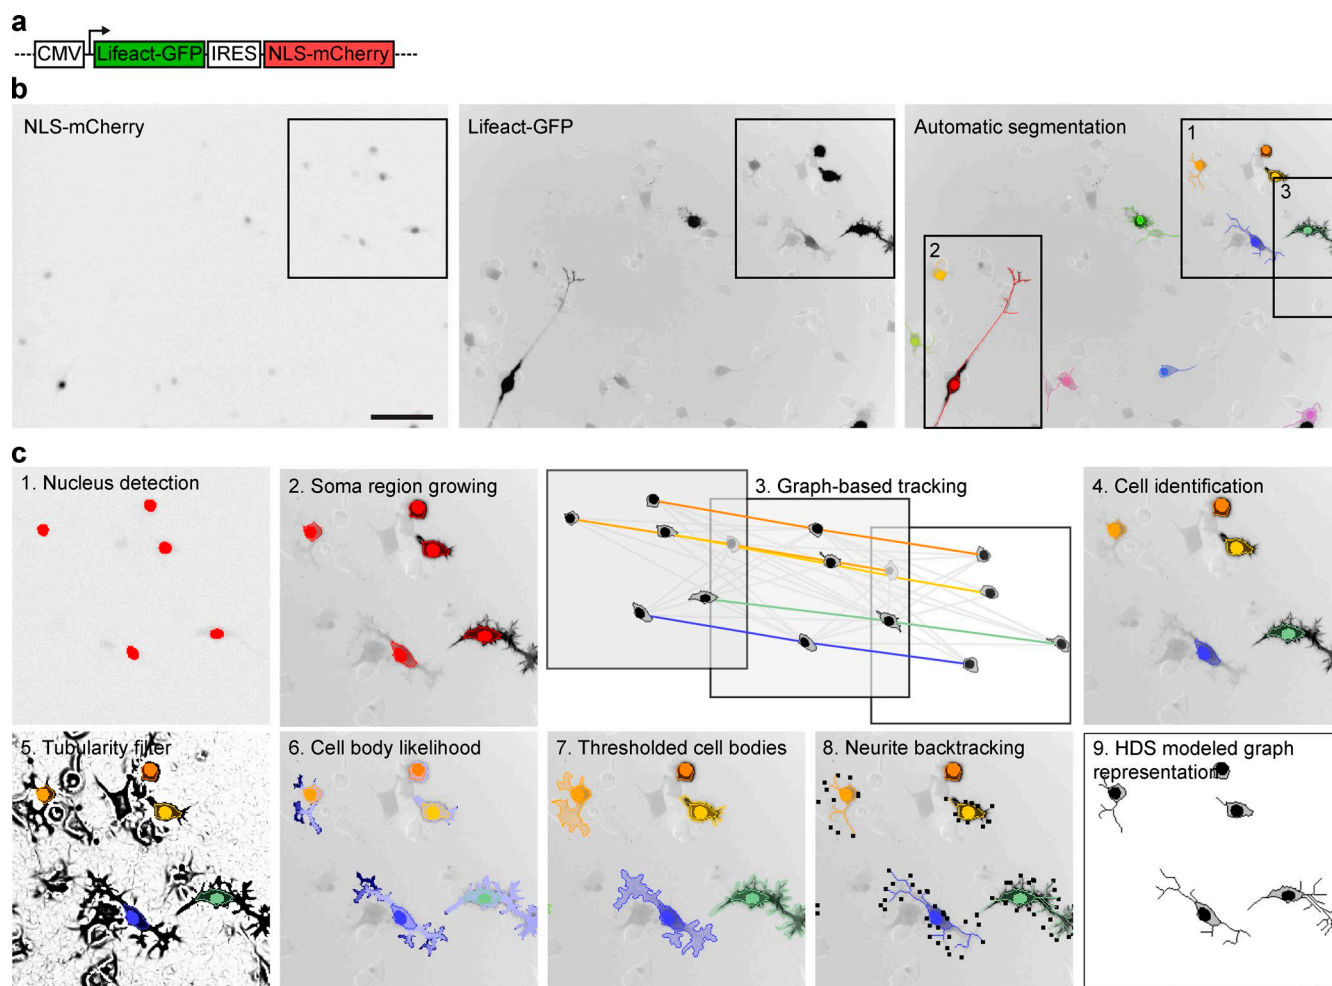 a
CMV Lifeact-GFP IRES NLS-mCherry
b
NLS-mCherry
Lifeact-GFP
Automatic segmentation
1
2
3
c
1. Nucleus detection
2. Soma region growing
3. Graph-based tracking
4. Cell identification
5. Tubularity filter
6. Cell body likelihood
7. Thresholded cell bodies
8. Neurite backtracking
9. HDS modeled graph
representation